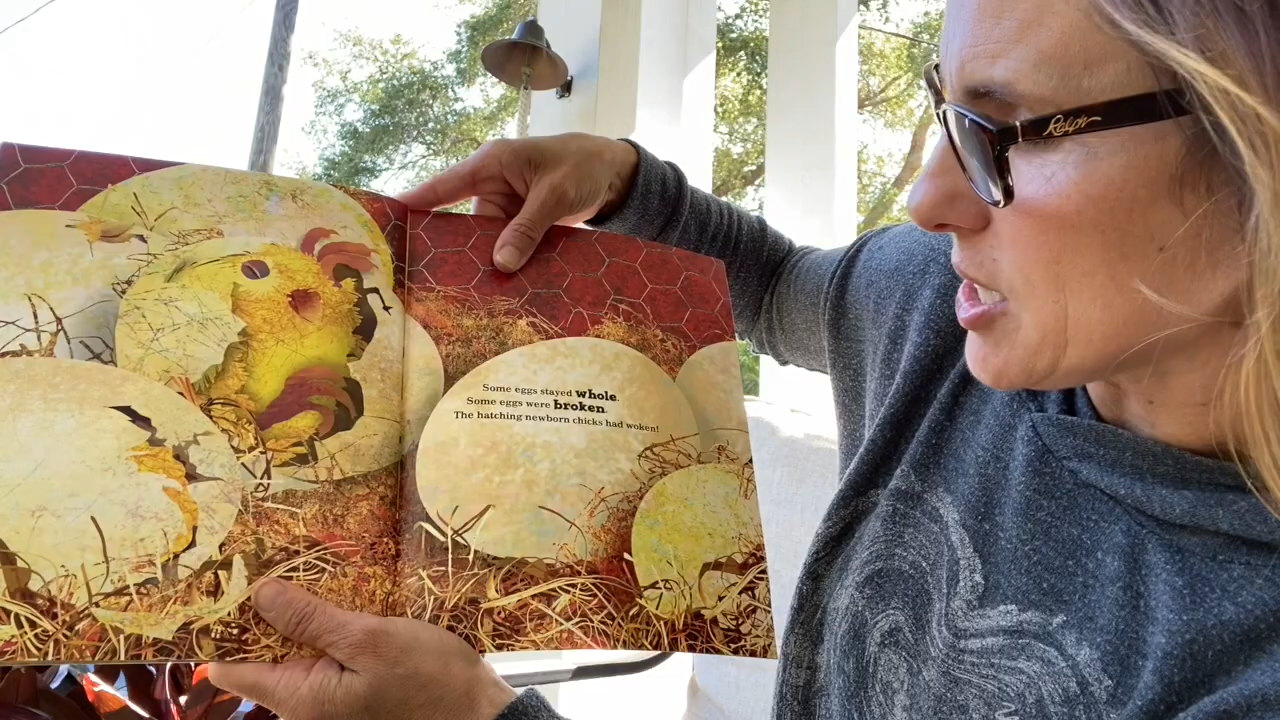 Ralph
Some eggs stayed whole.
Some eggs were broken.
The hatching newborn chicks had woken!